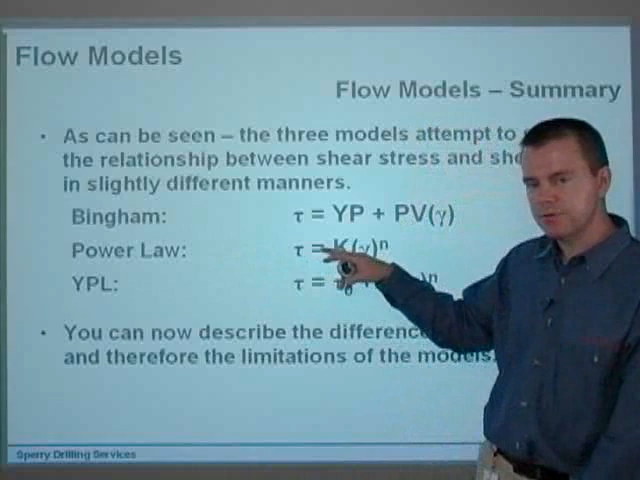 Flow Models
Flow Models – Summary
• As can be seen – the three models attempt to
the relationship between shear stress and
in slightly different manners.
Bingham: τ = YP + PV(γ)
Power Law: τ = K(γ)ⁿ
YPL: τ = τ₀ + )ⁿ
• You can now describe the
and therefore the limitations of the models.
Sperry Drilling Services